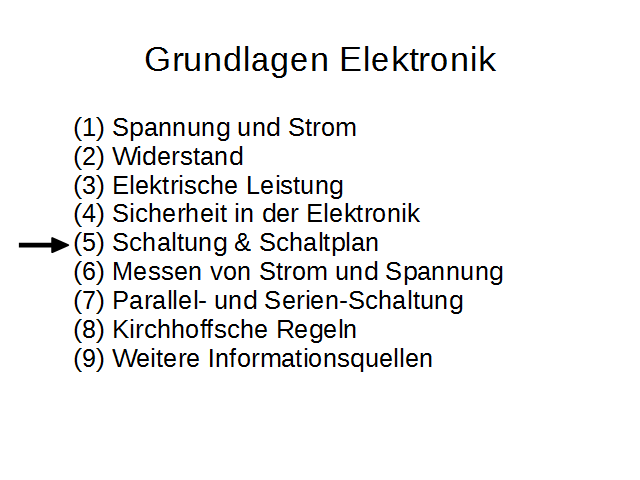 Grundlagen Elektronik
(1) Spannung und Strom
(2) Widerstand
(3) Elektrische Leistung
(4) Sicherheit in der Elektronik
(5) Schaltung & Schaltplan
(6) Messen von Strom und Spannung
(7) Parallel- und Serien-Schaltung
(8) Kirchhoffsche Regeln
(9) Weitere Informationsquellen